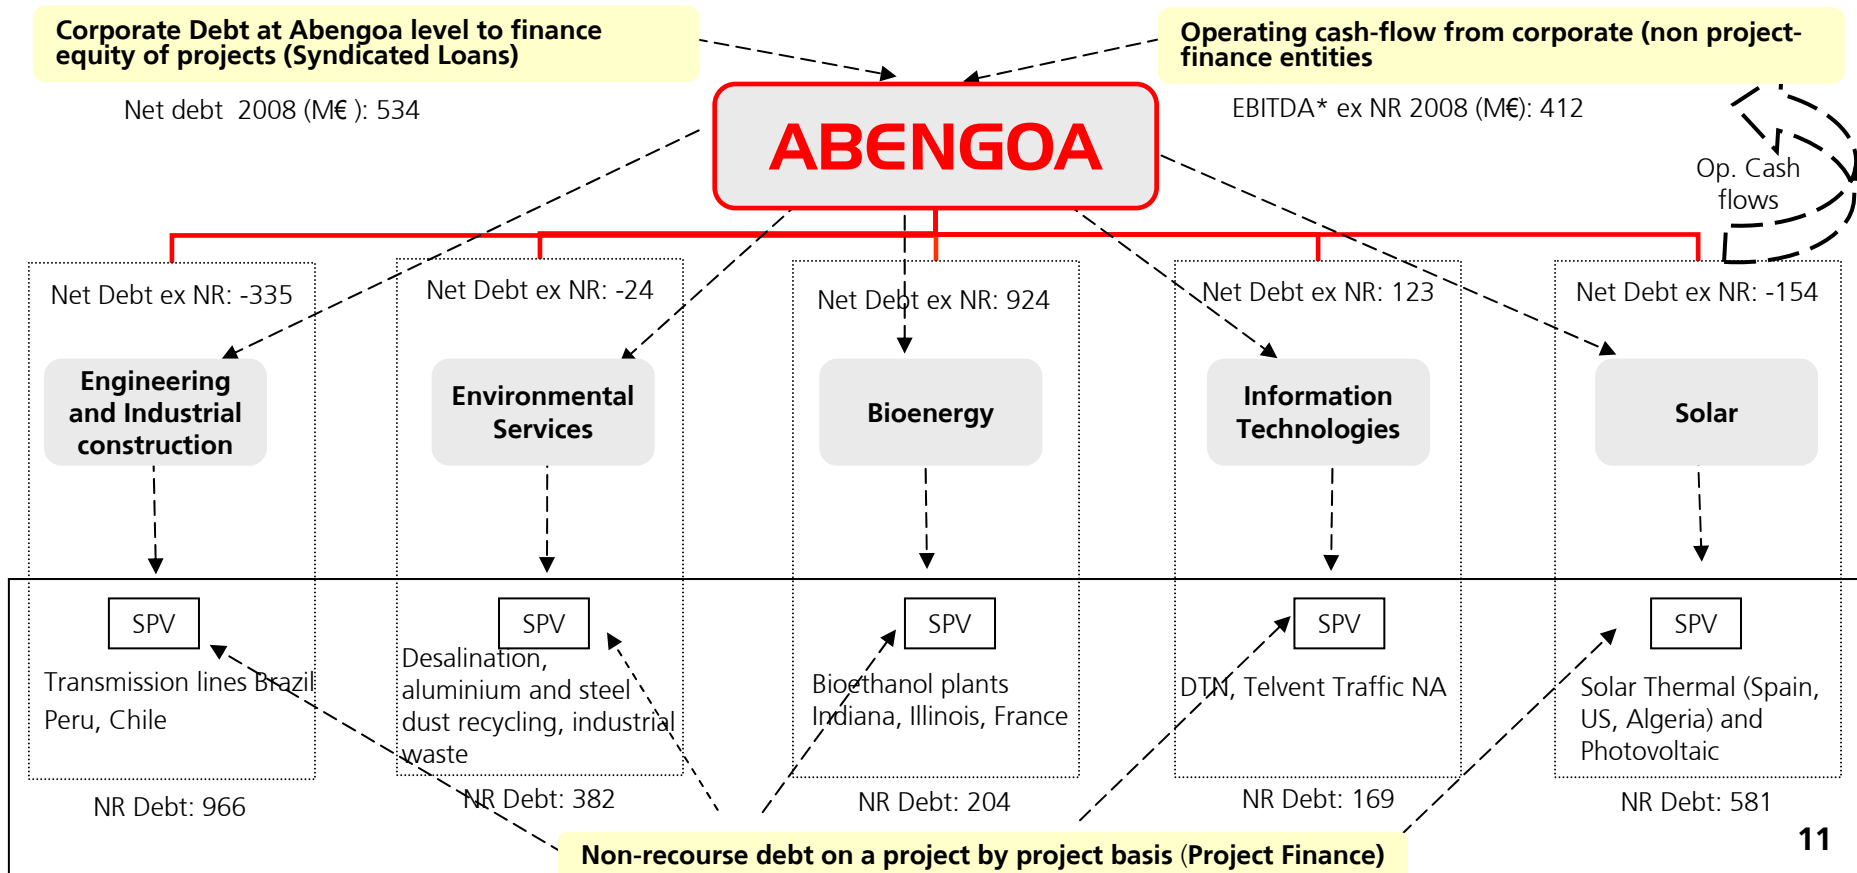 Corporate Debt at Abengoa level to finance
equity of projects (Syndicated Loans)
Operating cash-flow from corporate (non project-
finance entities
Net debt  2008 (M€ ): 534
EBITDA* ex NR 2008 (M€): 412
ABENGOA
Op. Cash
flows
Net Debt ex NR: -335
Net Debt ex NR: -24
Net Debt ex NR: 924
Net Debt ex NR: 123
Net Debt ex NR: -154
Engineering
and Industrial
construction
Environmental
Services
Bioenergy
Information
Technologies
Solar
SPV
SPV
SPV
SPV
SPV
Transmission lines Brazil
Peru, Chile
Desalination,
aluminium and steel
dust recycling, industrial
waste
Bioethanol plants
Indiana, Illinois, France
DTN, Telvent Traffic NA
Solar Thermal (Spain,
US, Algeria) and
Photovoltaic
NR Debt: 966
NR Debt: 382
NR Debt: 204
NR Debt: 169
NR Debt: 581
Non-recourse debt on a project by project basis (Project Finance)
11